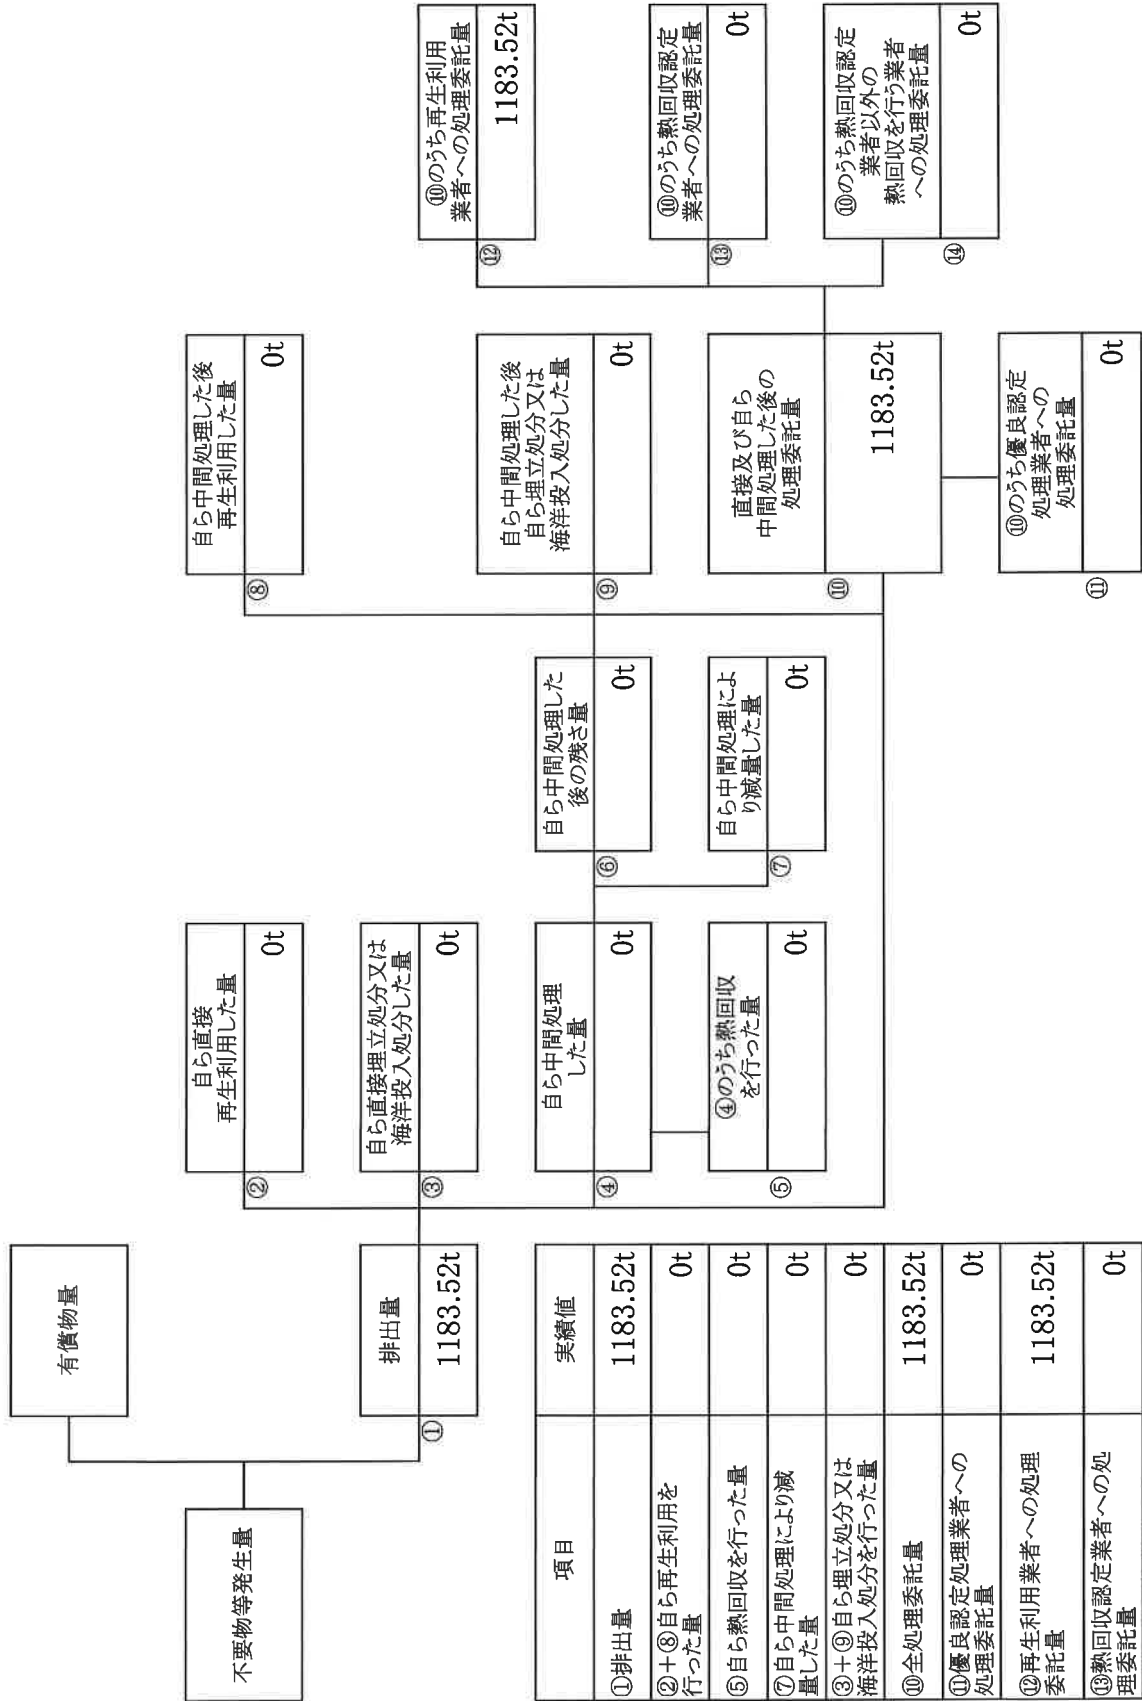 不要物等発生量
有償物量
排出量
1183.52t
①
②
自ら直接
再生利用した量
0t
③
自ら直接埋立処分又は
海洋投入処分した量
0t
④
自ら中間処理
した量
0t
⑤
④のうち熱回収
を行った量
0t
⑥
自ら中間処理した
後の残さ量
0t
⑦
自ら中間処理によ
り減量した量
0t
⑧
自ら中間処理した後
再生利用した量
0t
⑨
自ら中間処理した後
自ら埋立処分又は
海洋投入処分した量
0t
⑩
直接及び自ら
中間処理した後の
処理委託量
1183.52t
⑪
⑩のうち優良認定
処理業者への
処理委託量
0t
⑫
⑩のうち再生利用
業者への処理委託量
1183.52t
⑬
⑩のうち熱回収認定
業者への処理委託量
0t
⑭
⑩のうち熱回収認定
業者以外の
熱回収を行う業者
への処理委託量
0t
項目
実績値
①排出量
1183.52t
②+⑧自ら再生利用を
行った量
0t
⑤自ら熱回収を行った量
0t
⑦自ら中間処理により減
量した量
0t
③+⑨自ら埋立処分又は
海洋投入処分を行った量
0t
⑩全処理委託量
1183.52t
⑪優良認定処理業者への
処理委託量
0t
⑫再生利用業者への処理
委託量
1183.52t
⑬熱回収認定業者への処
理委託量
0t